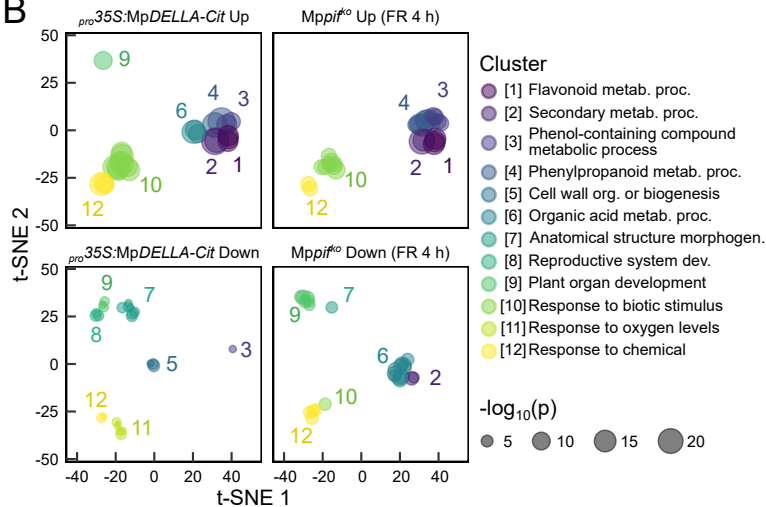 B
pro35S:MpDELLA-Cit Up
Mppifᵏᵒ Up (FR 4 h)
50
25
0
-25
-50
9
6
4
3
2
1
10
12
4
3
2
1
10
12
t-SNE 2
pro35S:MpDELLA-Cit Down
Mppifᵏᵒ Down (FR 4 h)
50
25
0
-25
-50
9
7
8
5
3
12
11
9
7
6
2
10
12
-40 -20 0 20 40
-40 -20 0 20 40
t-SNE 1
Cluster
[1] Flavonoid metab. proc.
[2] Secondary metab. proc.
[3] Phenol-containing compound
metabolic process
[4] Phenylpropanoid metab. proc.
[5] Cell wall org. or biogenesis
[6] Organic acid metab. proc.
[7] Anatomical structure morphogen.
[8] Reproductive system dev.
[9] Plant organ development
[10] Response to biotic stimulus
[11] Response to oxygen levels
[12] Response to chemical
-log₁₀(p)
5 10 15 20